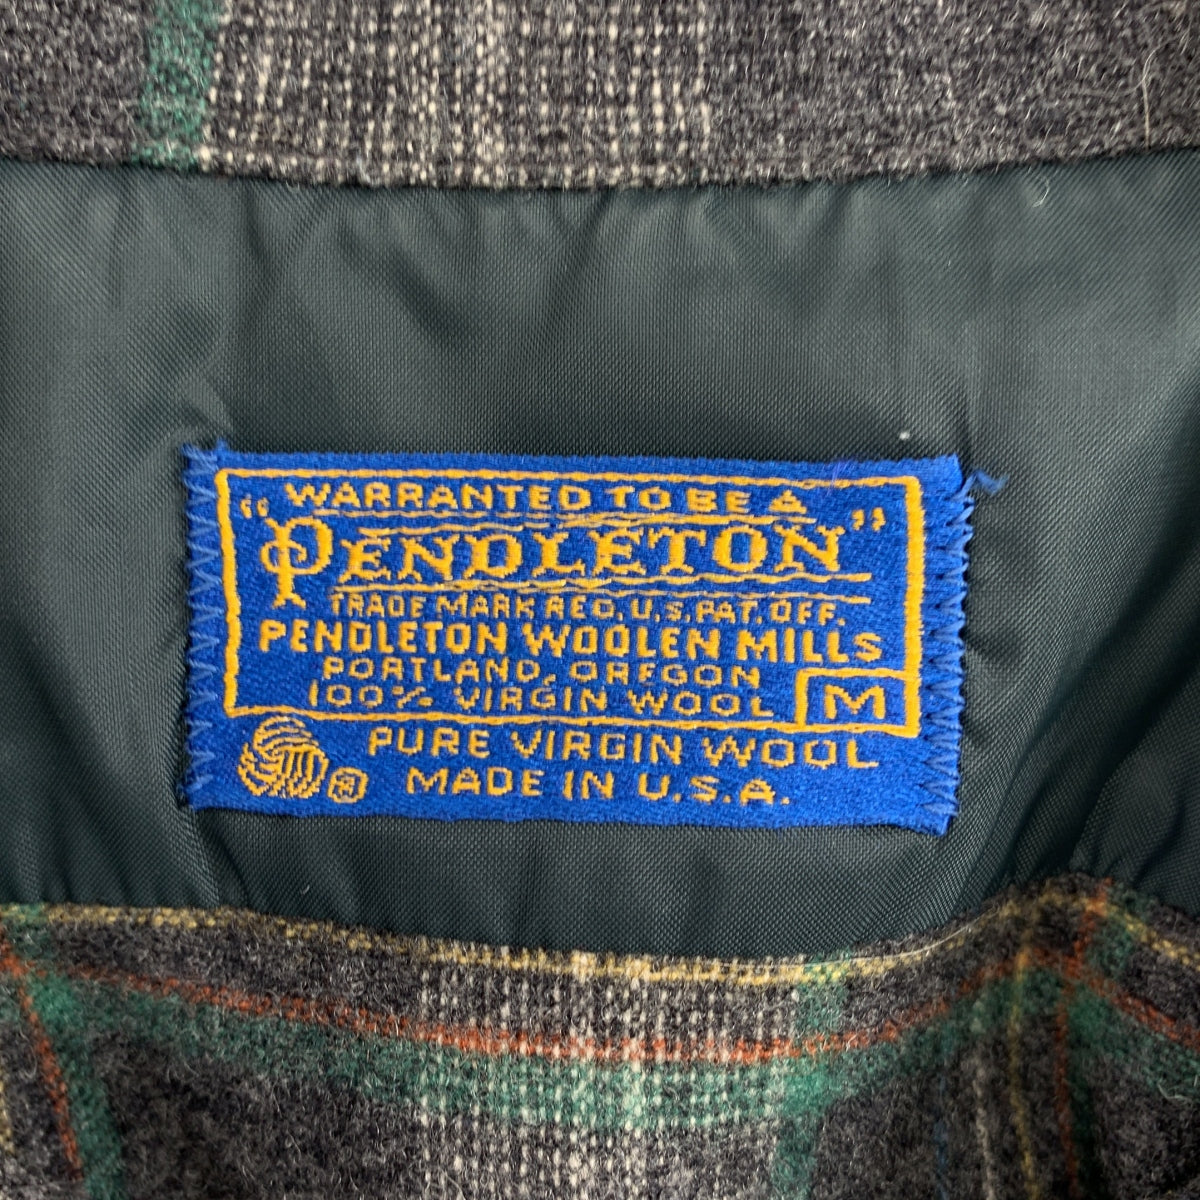 "WARRANTED TO BE A
PENDLETON"
TRADE MARK REG. U.S. PAT. OFF.
PENDLETON WOOLEN MILLS
PORTLAND, OREGON
100% VIRGIN WOOL M
PURE VIRGIN WOOL
® MADE IN U.S.A.